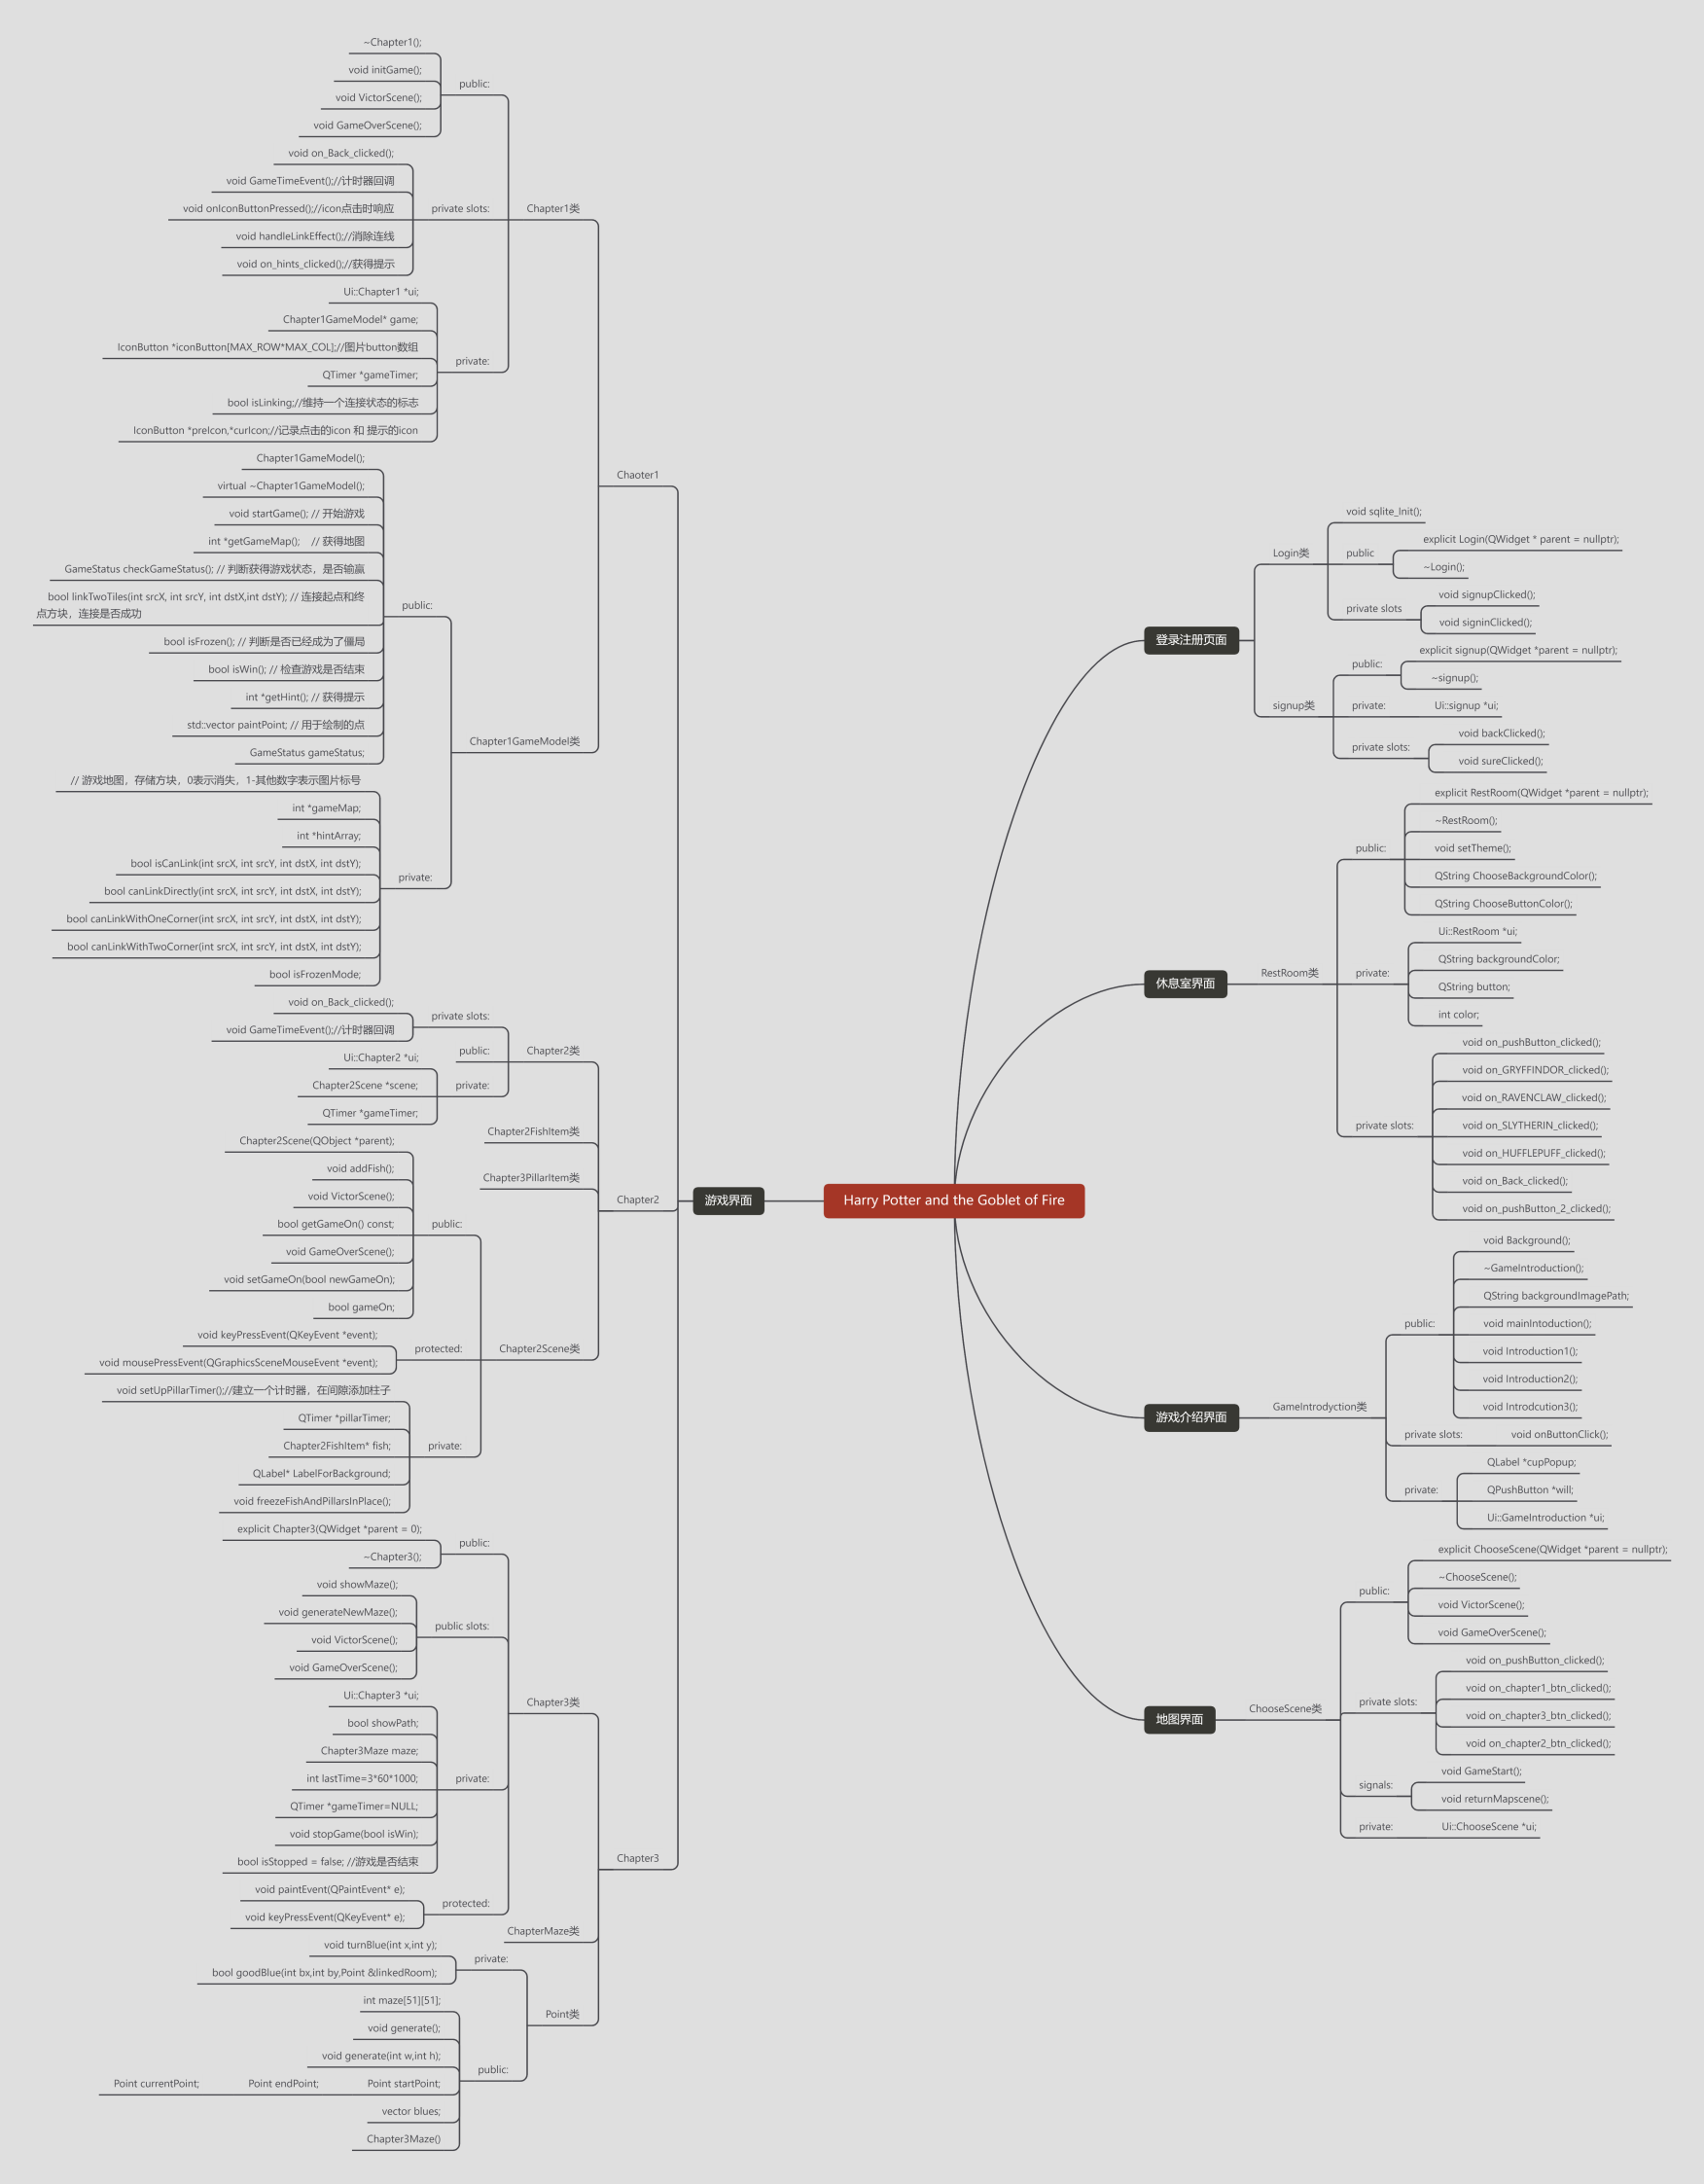 Harry Potter and the Goblet of Fire
登录注册页面
Login类
void sqlite_Init();
public
explicit Login(QWidget * parent = nullptr);
~Login();
private slots
void signupClicked();
void signinClicked();
signup类
public:
explicit signup(QWidget *parent = nullptr);
~signup();
private:
Ui::signup *ui;
private slots:
void backClicked();
void sureClicked();
休息室界面
RestRoom类
public:
explicit RestRoom(QWidget *parent = nullptr);
~RestRoom();
void setTheme();
QString ChooseBackgroundColor();
QString ChooseButtonColor();
private:
Ui::RestRoom *ui;
QString backgroundColor;
QString button;
int color;
private slots:
void on_pushButton_clicked();
void on_GRYFFINDOR_clicked();
void on_RAVENCLAW_clicked();
void on_SLYTHERIN_clicked();
void on_HUFFLEPUFF_clicked();
void on_Back_clicked();
void on_pushButton_2_clicked();
游戏介绍界面
GameIntrodyction类
public:
void Background();
~GameIntroduction();
QString backgroundImagePath;
void mainIntoduction();
void Introduction1();
void Introduction2();
void Introdcution3();
private slots:
void onButtonClick();
private:
QLabel *cupPopup;
QPushButton *will;
Ui::GameIntroduction *ui;
地图界面
ChooseScene类
public:
explicit ChooseScene(QWidget *parent = nullptr);
~ChooseScene();
void VictorScene();
void GameOverScene();
private slots:
void on_pushButton_clicked();
void on_chapter1_btn_clicked();
void on_chapter3_btn_clicked();
void on_chapter2_btn_clicked();
signals:
void GameStart();
void returnMapscene();
private:
Ui::ChooseScene *ui;
游戏界面
Chaoter1
Chapter1类
public:
~Chapter1();
void initGame();
void VictorScene();
void GameOverScene();
private slots:
void on_Back_clicked();
void GameTimeEvent();//计时器回调
void onIconButtonPressed();//icon点击时响应
void handleLinkEffect();//消除连线
void on_hints_clicked();//获得提示
private:
Ui::Chapter1 *ui;
Chapter1GameModel* game;
IconButton *iconButton[MAX_ROW*MAX_COL];//图片button数组
QTimer *gameTimer;
bool isLinking;//维持一个连接状态的标志
IconButton *preIcon,*curIcon;//记录点击的icon 和 提示的icon
Chapter1GameModel类
public:
Chapter1GameModel();
virtual ~Chapter1GameModel();
void startGame(); // 开始游戏
int *getGameMap(); // 获得地图
GameStatus checkGameStatus(); // 判断获得游戏状态，是否输赢
bool linkTwoTiles(int srcX, int srcY, int dstX,int dstY); // 连接起点和终
点方块，连接是否成功
bool isFrozen(); // 判断是否已经成为了僵局
bool isWin(); // 检查游戏是否结束
int *getHint(); // 获得提示
std::vector paintPoint; // 用于绘制的点
GameStatus gameStatus;
private:
// 游戏地图，存储方块，0表示消失，1-其他数字表示图片标号
int *gameMap;
int *hintArray;
bool isCanLink(int srcX, int srcY, int dstX, int dstY);
bool canLinkDirectly(int srcX, int srcY, int dstX, int dstY);
bool canLinkWithOneCorner(int srcX, int srcY, int dstX, int dstY);
bool canLinkWithTwoCorner(int srcX, int srcY, int dstX, int dstY);
bool isFrozenMode;
Chapter2
Chapter2类
private slots:
void on_Back_clicked();
void GameTimeEvent();//计时器回调
public:
private:
Ui::Chapter2 *ui;
Chapter2Scene *scene;
QTimer *gameTimer;
Chapter2FishItem类
Chapter3PillarItem类
Chapter2Scene类
public:
Chapter2Scene(QObject *parent);
void addFish();
void VictorScene();
bool getGameOn() const;
void GameOverScene();
void setGameOn(bool newGameOn);
bool gameOn;
protected:
void keyPressEvent(QKeyEvent *event);
void mousePressEvent(QGraphicsSceneMouseEvent *event);
private:
void setUpPillarTimer();//建立一个计时器，在间隙添加柱子
QTimer *pillarTimer;
Chapter2FishItem* fish;
QLabel* LabelForBackground;
void freezeFishAndPillarsInPlace();
Chapter3
Chapter3类
public:
explicit Chapter3(QWidget *parent = 0);
~Chapter3();
public slots:
void showMaze();
void generateNewMaze();
void VictorScene();
void GameOverScene();
private:
Ui::Chapter3 *ui;
bool showPath;
Chapter3Maze maze;
int lastTime=3*60*1000;
QTimer *gameTimer=NULL;
void stopGame(bool isWin);
bool isStopped = false; //游戏是否结束
protected:
void paintEvent(QPaintEvent* e);
void keyPressEvent(QKeyEvent* e);
ChapterMaze类
Point类
private:
void turnBlue(int x,int y);
bool goodBlue(int bx,int by,Point &linkedRoom);
public:
int maze[51][51];
void generate();
void generate(int w,int h);
Point currentPoint; Point endPoint; Point startPoint;
vector blues;
Chapter3Maze()